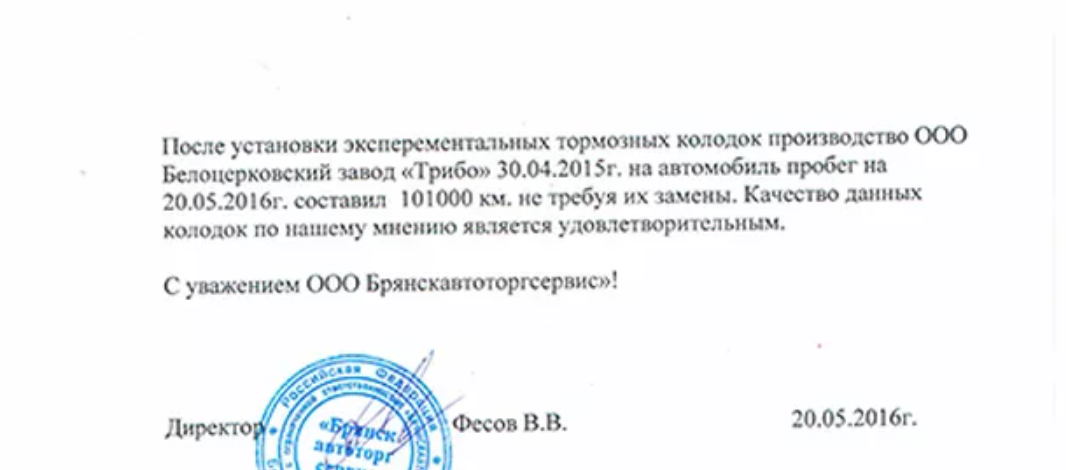 После установки эксперементальных тормозных колодок производство ООО
Белоцерковский завод «Трибо» 30.04.2015г. на автомобиль пробег на
20.05.2016г. составил 101000 км. не требуя их замены. Качество данных
колодок по нашему мнению является удовлетворительным.
С уважением ООО Брянскавтоторгсервис»!
Российская Федерация
ограниченной ответственностью
Директор
«Брянск
автоторг
Фесов В.В.
20.05.2016г.